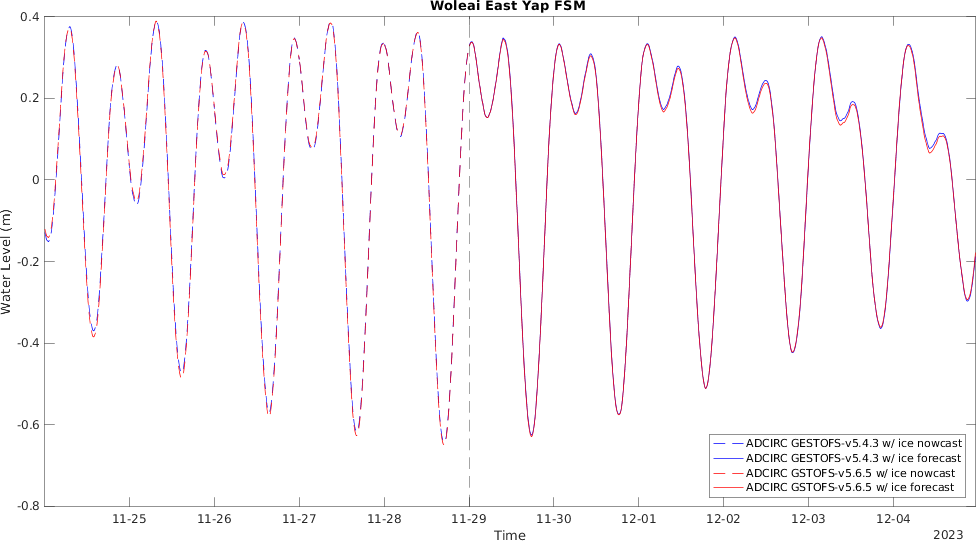 Woleai East Yap FSM
0.4
0.2
0
-0.2
-0.4
-0.6
-0.8
Water Level (m)
11-25
11-26
11-27
11-28
11-29
11-30
12-01
12-02
12-03
12-04
Time
2023
ADCIRC GESTOFS-v5.4.3 w/ ice nowcast
ADCIRC GESTOFS-v5.4.3 w/ ice forecast
ADCIRC GSTOFS-v5.6.5 w/ ice nowcast
ADCIRC GSTOFS-v5.6.5 w/ ice forecast